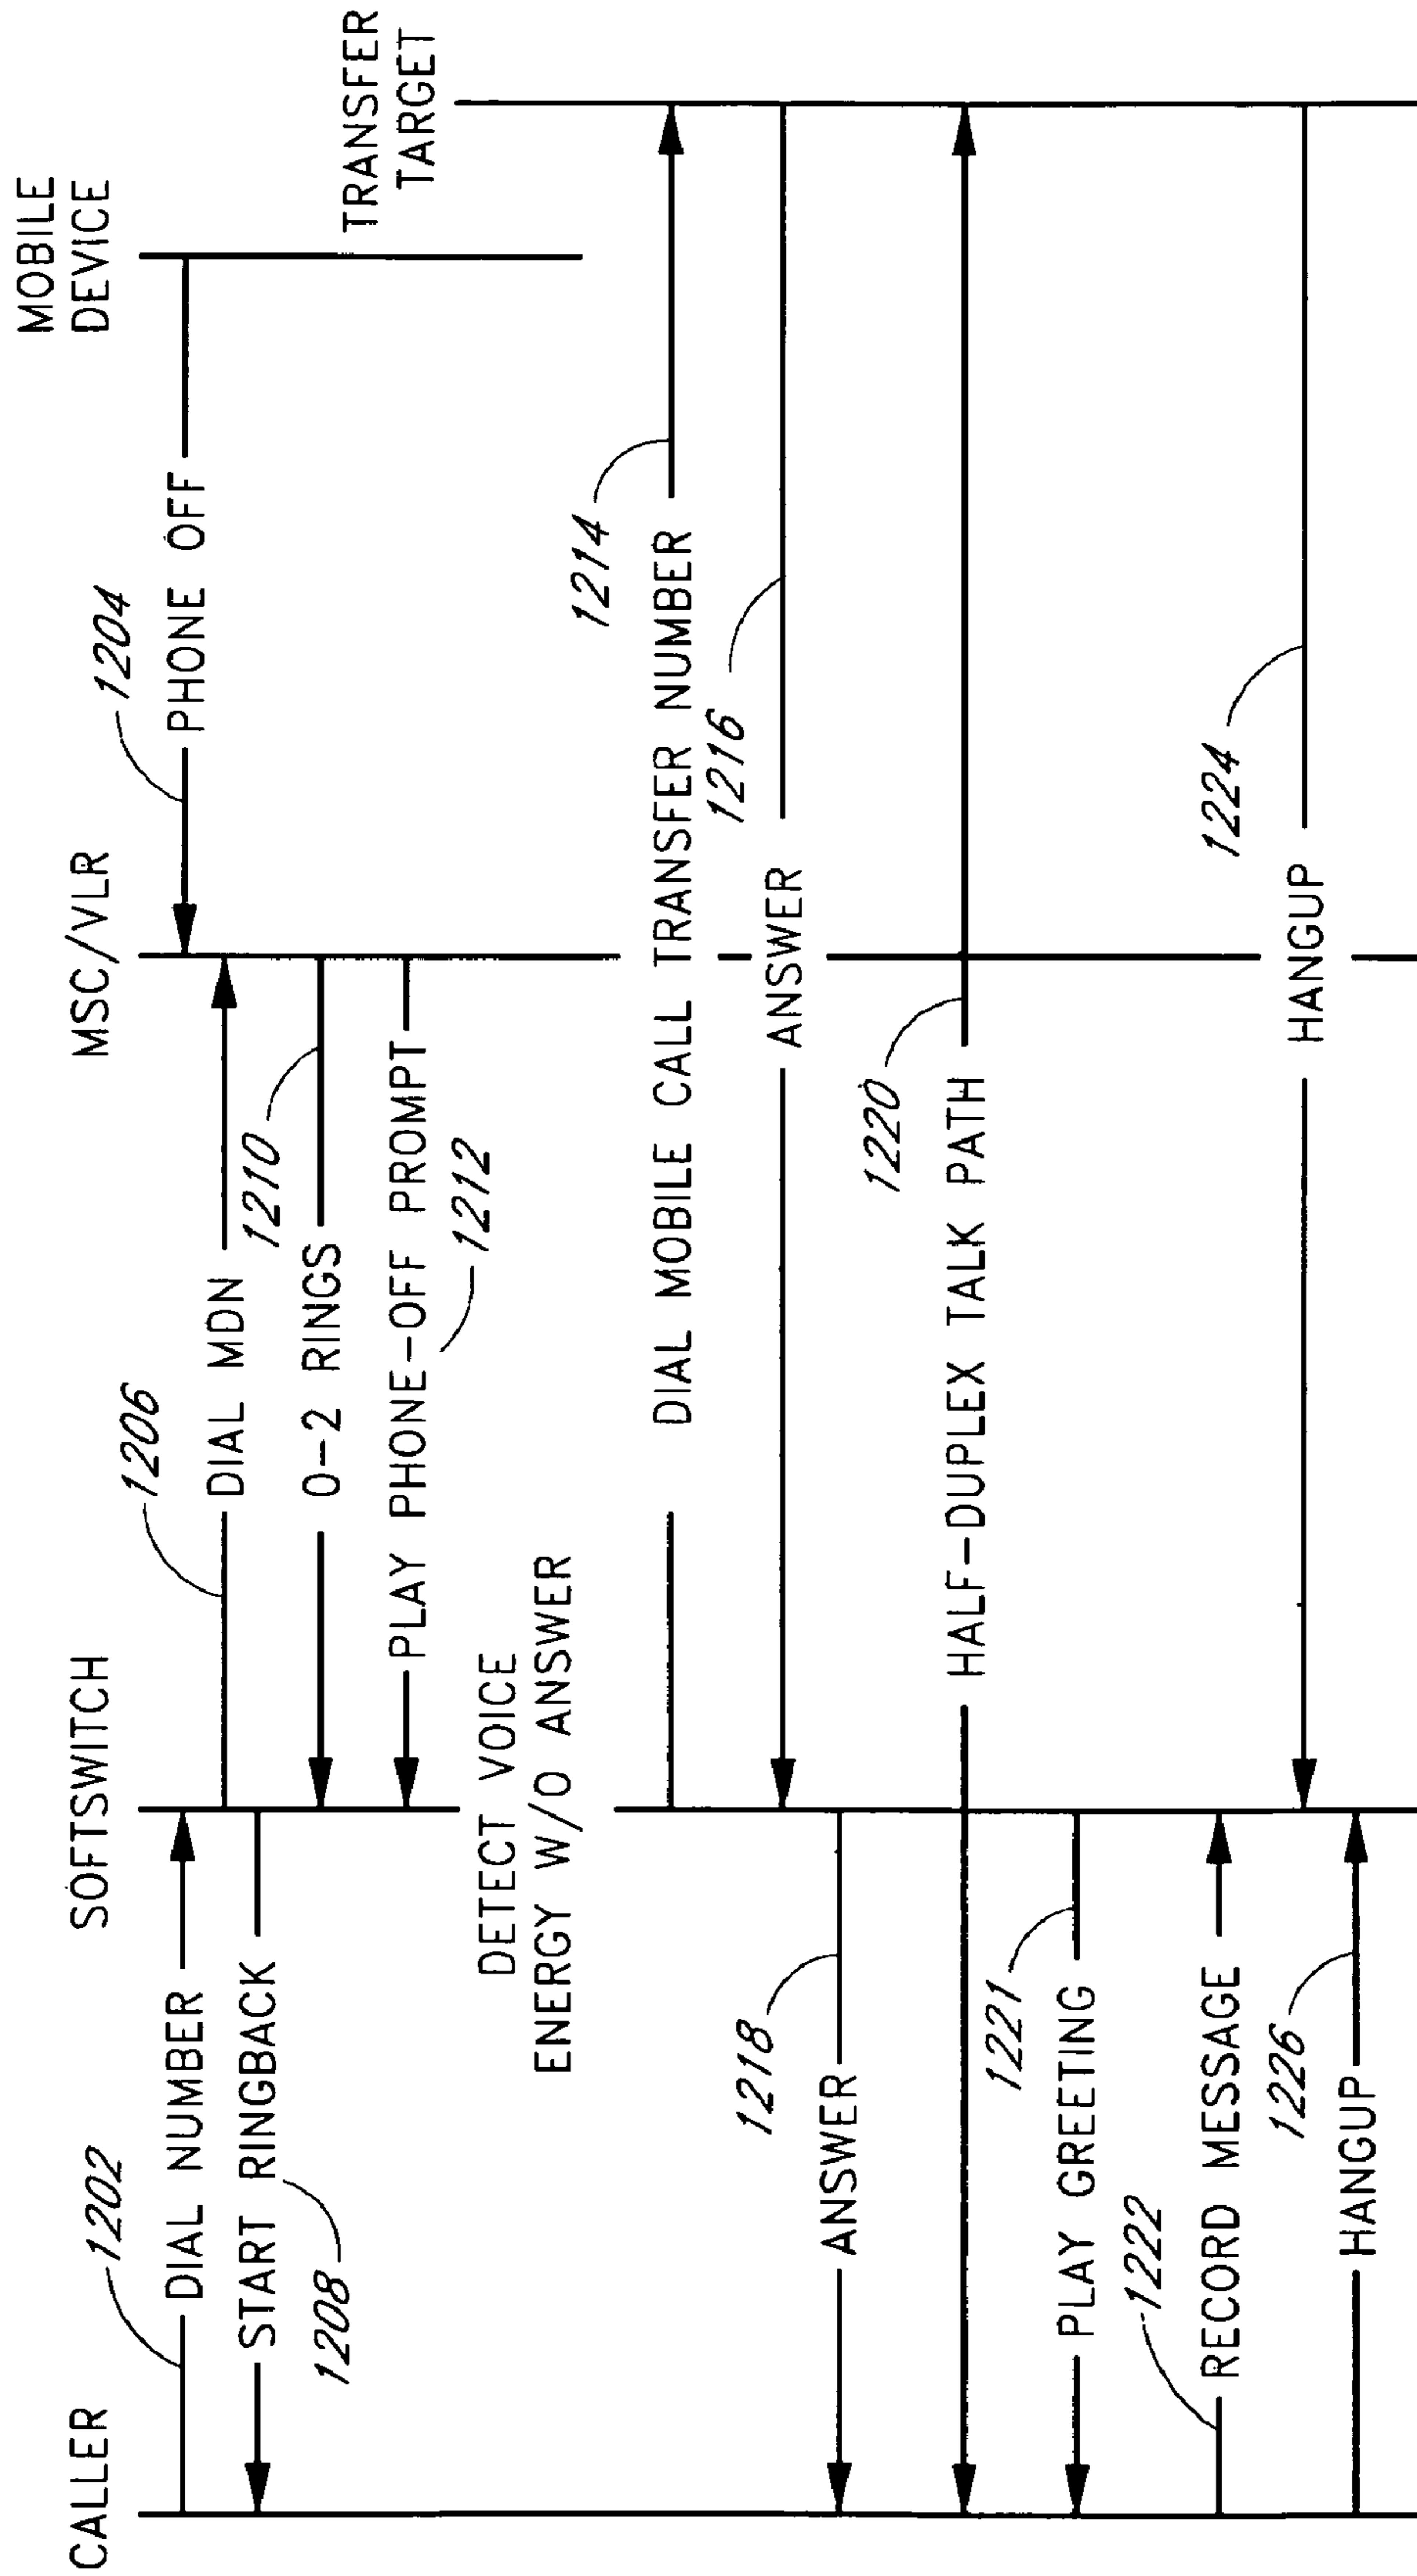 CALLER
SOFTSWITCH
MSC/VLR
MOBILE
DEVICE
TRANSFER
TARGET
1202
DIAL NUMBER
1204
PHONE OFF
1206
DIAL MDN
START RINGBACK
1208
1210
0-2 RINGS
PLAY PHONE-OFF PROMPT
1212
DETECT VOICE
ENERGY W/O ANSWER
1214
DIAL MOBILE CALL TRANSFER NUMBER
1216
ANSWER
1218
ANSWER
1220
HALF-DUPLEX TALK PATH
1221
PLAY GREETING
1222
RECORD MESSAGE
1224
HANGUP
1226
HANGUP